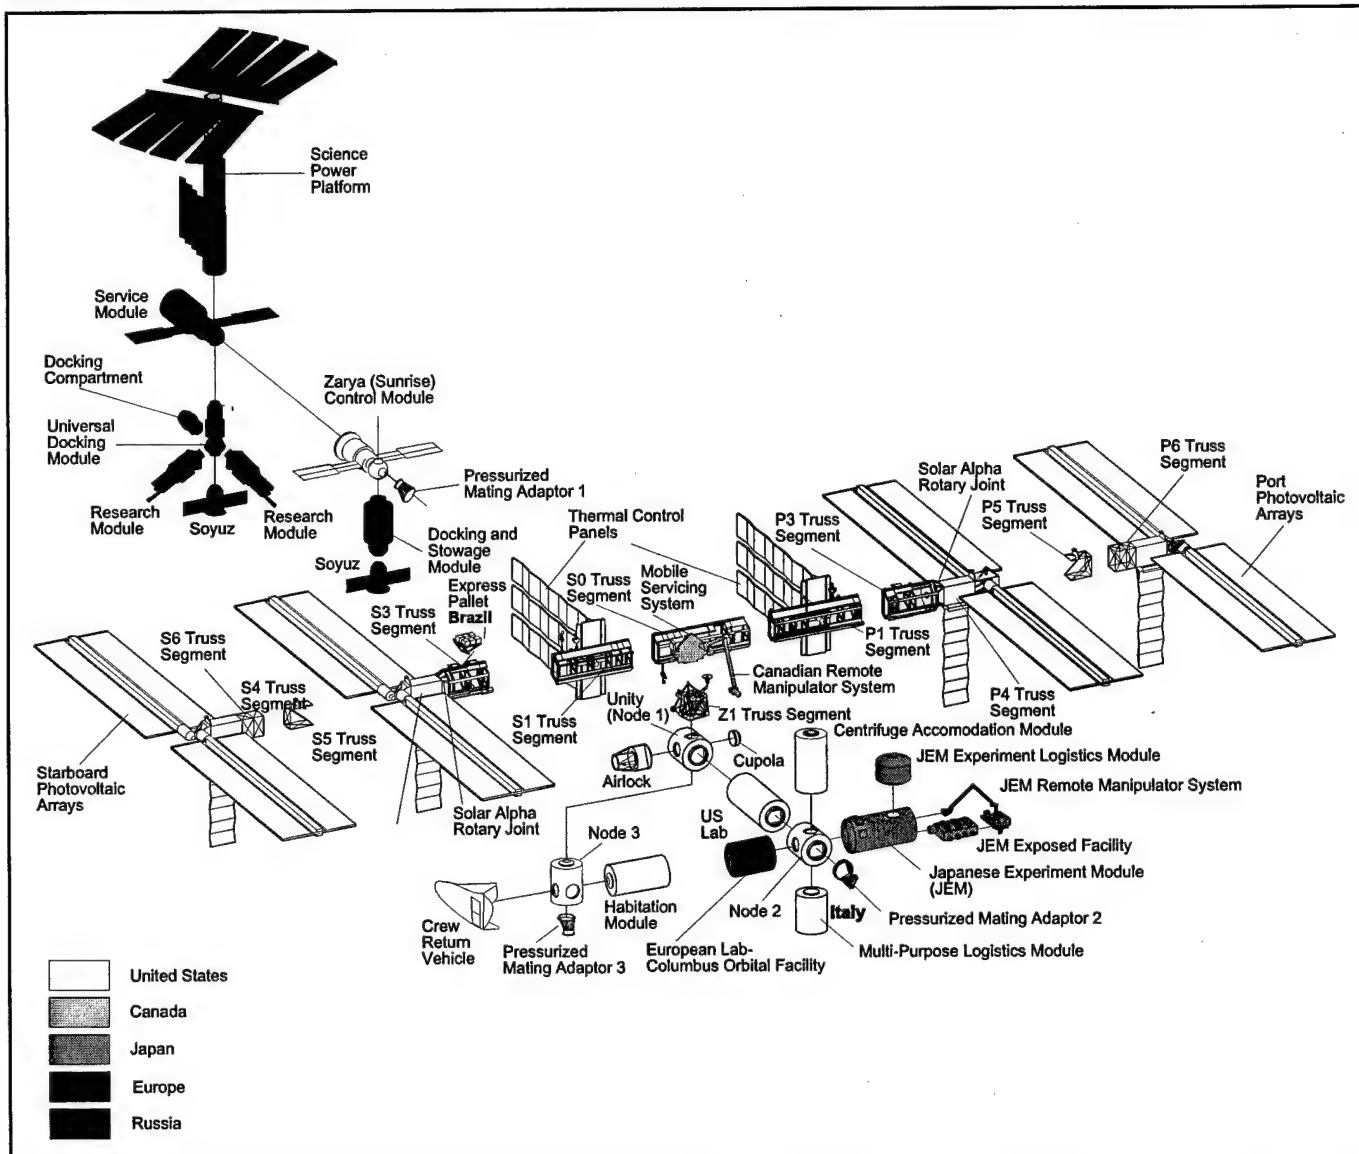 Science
Power
Platform
Service
Module
Docking
Compartment
Zarya (Sunrise)
Control Module
Universal
Docking
Module
Pressurized
Mating Adaptor 1
Research
Module
Soyuz
Research
Module
Docking and
Stowage
Module
Soyuz
Thermal Control
Panels
P3 Truss
Segment
Solar Alpha
Rotary Joint
P5 Truss
Segment
P6 Truss
Segment
Port
Photovoltaic
Arrays
Express
Pallet
Brazil
S0 Truss
Segment
Mobile
Servicing
System
S3 Truss
Segment
S6 Truss
Segment
S4 Truss
Segment
S5 Truss
Segment
Starboard
Photovoltaic
Arrays
Solar Alpha
Rotary Joint
S1 Truss
Segment
P1 Truss
Segment
Canadian Remote
Manipulator System
P4 Truss
Segment
Unity
(Node 1)
Z1 Truss Segment
Centrifuge Accomodation Module
Airlock
Cupola
JEM Experiment Logistics Module
JEM Remote Manipulator System
US
Lab
JEM Exposed Facility
Japanese Experiment Module
(JEM)
Node 3
Habitation
Module
Crew
Return
Vehicle
Pressurized
Mating Adaptor 3
Node 2
Italy
Pressurized Mating Adaptor 2
European Lab-
Columbus Orbital Facility
Multi-Purpose Logistics Module
United States
Canada
Japan
Europe
Russia